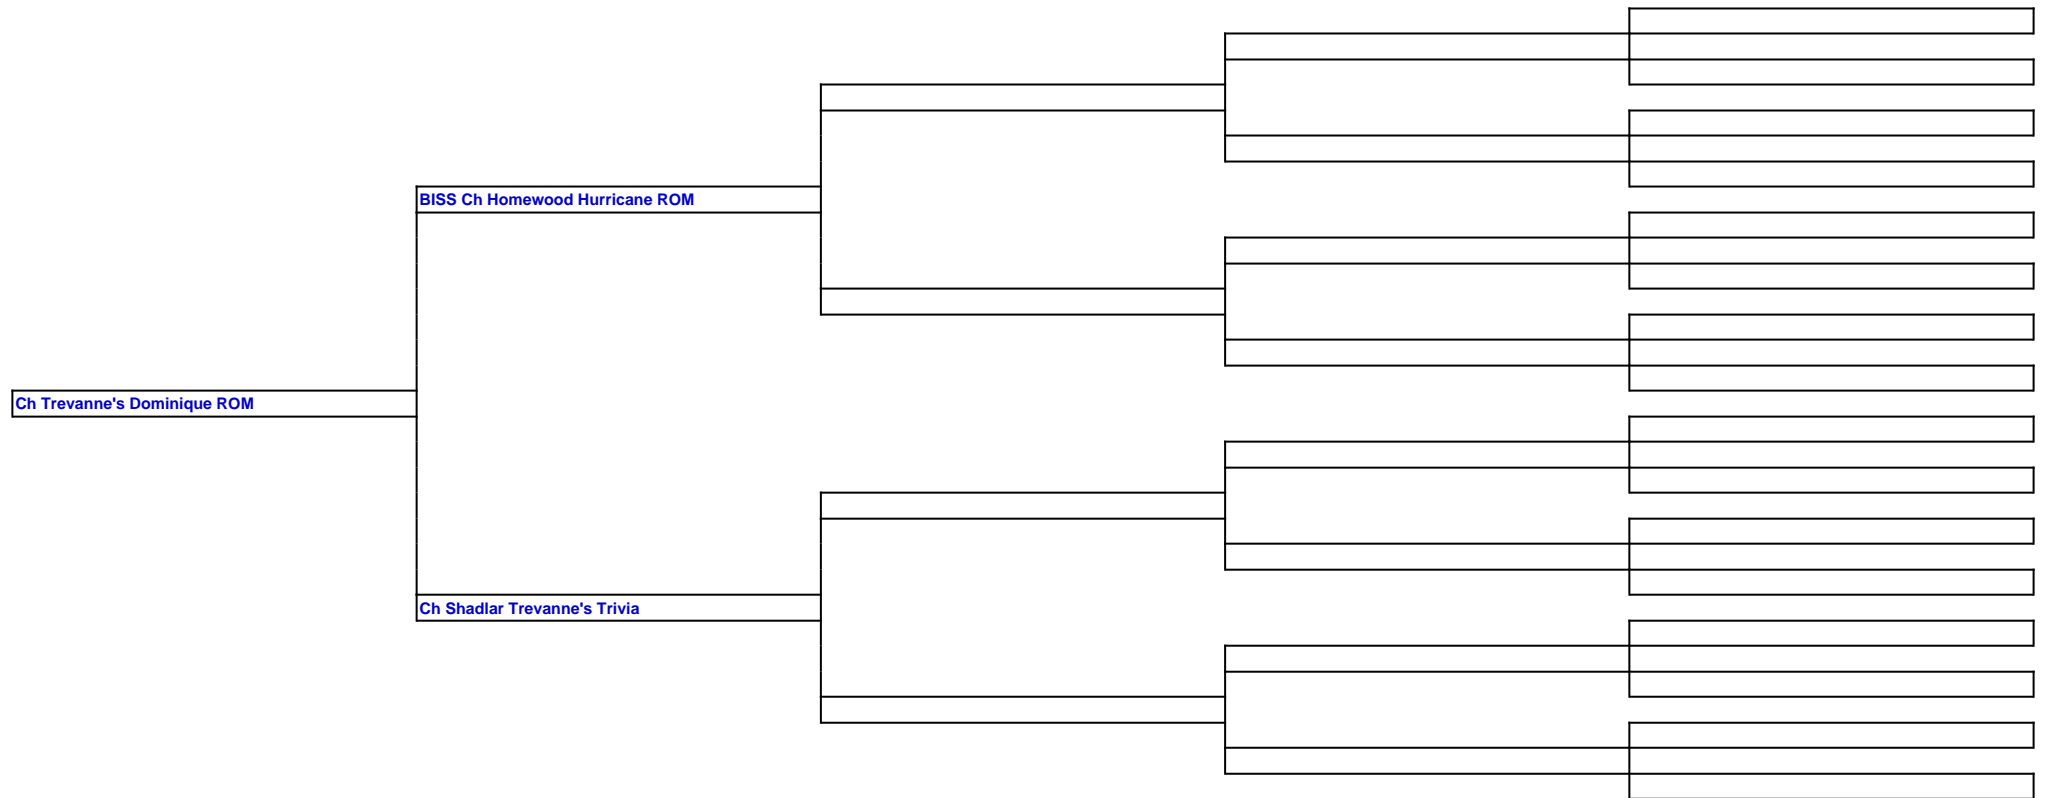 BISS Ch Homewood Hurricane ROM
Ch Trevanne's Dominique ROM
Ch Shadlar Trevanne's Trivia